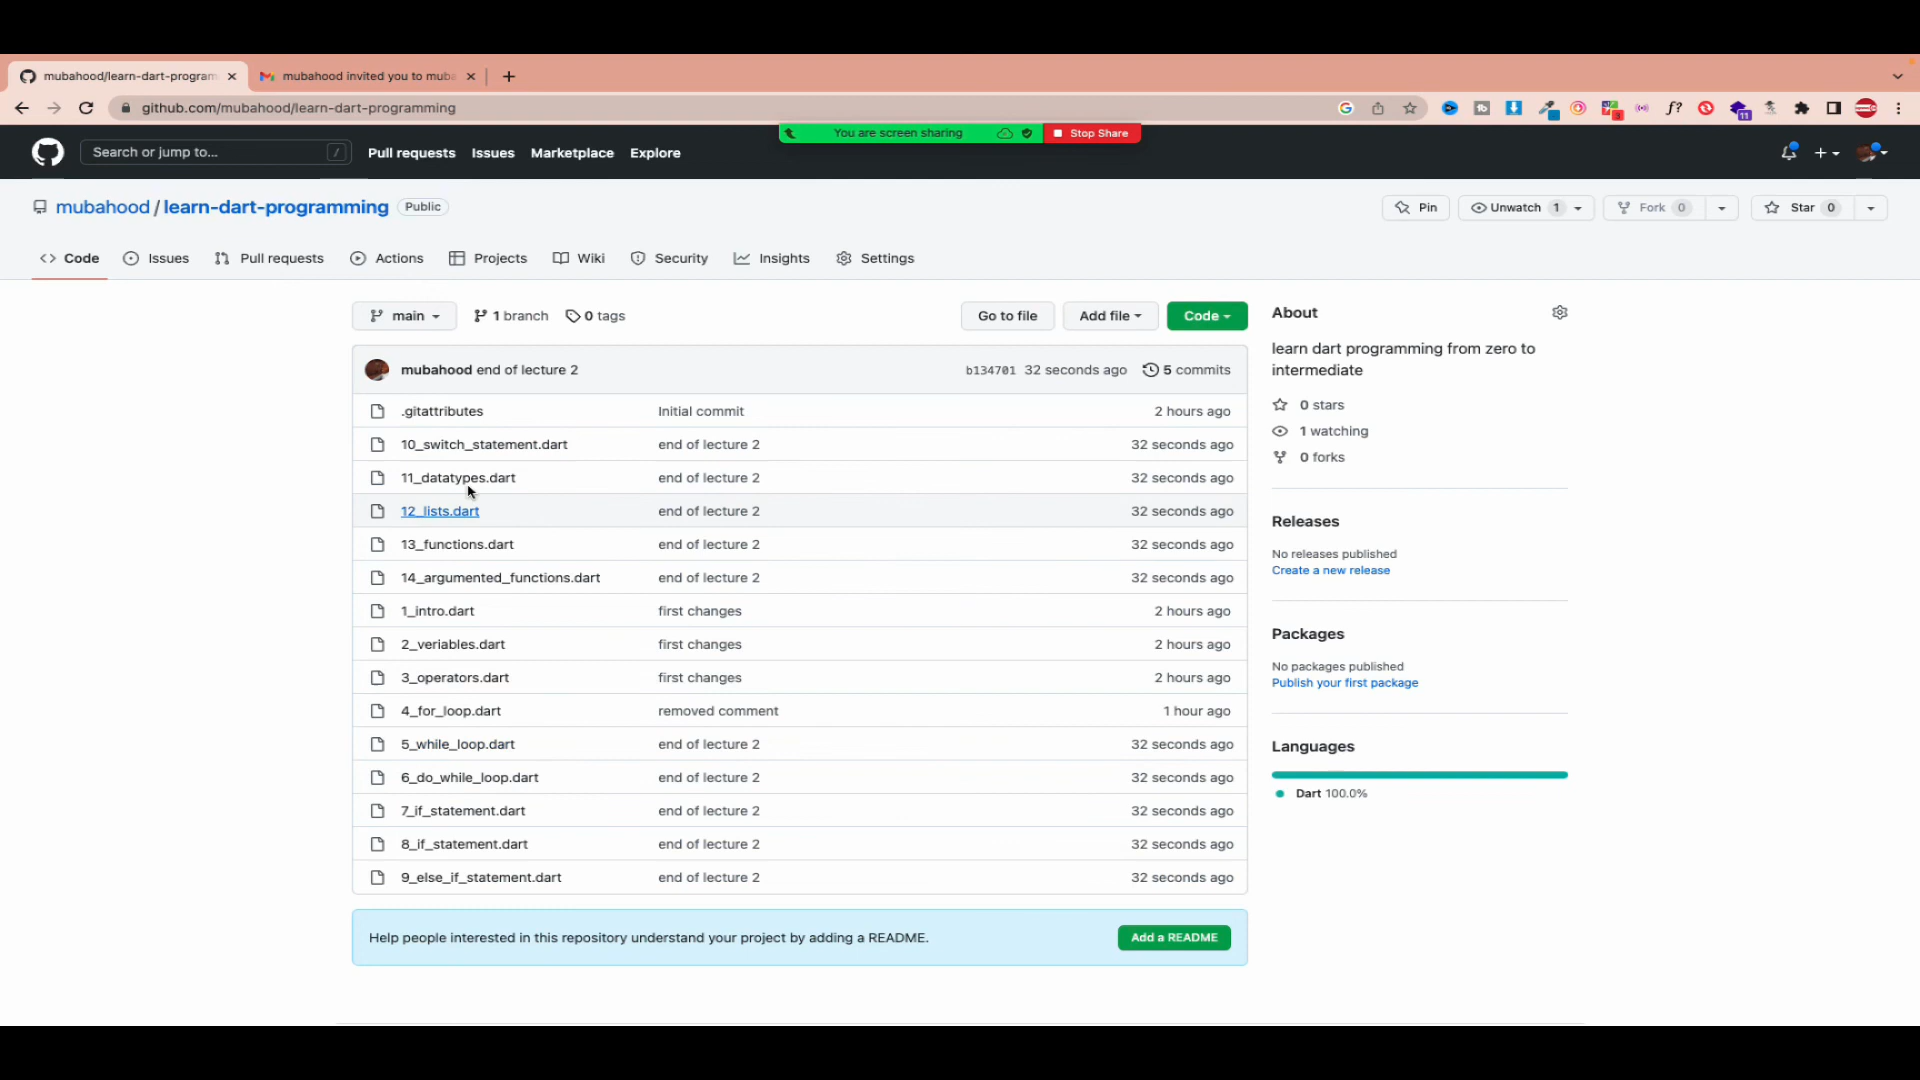 mubahood/learn-dart-program
mubahood invited you to muba
github.com/mubahood/learn-dart-programming
You are screen sharing
Stop Share
Search or jump to...
/
Pull requests
Issues
Marketplace
Explore
mubahood / learn-dart-programming
Public
Pin
Unwatch 1
Fork 0
Star 0
Code
Issues
Pull requests
Actions
Projects
Wiki
Security
Insights
Settings
main
1 branch
0 tags
Go to file
Add file
Code
mubahood end of lecture 2
b134701 32 seconds ago
5 commits
.gitattributes Initial commit 2 hours ago
10_switch_statement.dart end of lecture 2 32 seconds ago
11_datatypes.dart end of lecture 2 32 seconds ago
12_lists.dart end of lecture 2 32 seconds ago
13_functions.dart end of lecture 2 32 seconds ago
14_argumented_functions.dart end of lecture 2 32 seconds ago
1_intro.dart first changes 2 hours ago
2_veriables.dart first changes 2 hours ago
3_operators.dart first changes 2 hours ago
4_for_loop.dart removed comment 1 hour ago
5_while_loop.dart end of lecture 2 32 seconds ago
6_do_while_loop.dart end of lecture 2 32 seconds ago
7_if_statement.dart end of lecture 2 32 seconds ago
8_if_statement.dart end of lecture 2 32 seconds ago
9_else_if_statement.dart end of lecture 2 32 seconds ago
Help people interested in this repository understand your project by adding a README.
Add a README
About
learn dart programming from zero to
intermediate
0 stars
1 watching
0 forks
Releases
No releases published
Create a new release
Packages
No packages published
Publish your first package
Languages
Dart 100.0%